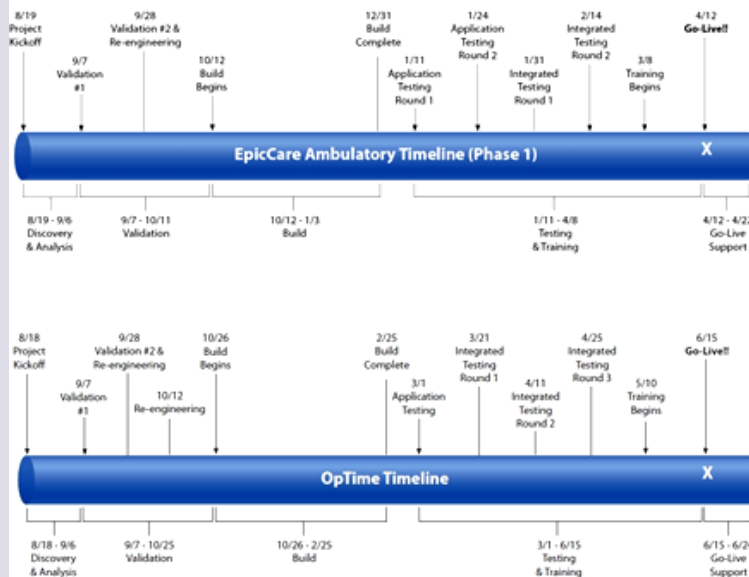 8/19
Project
Kickoff
9/7
Validation
#1
9/28
Validation #2 &
Re-engineering
10/12
Build
Begins
12/31
Build
Complete
1/11
Application
Testing
Round 1
1/24
Application
Testing
Round 2
1/31
Integrated
Testing
Round 1
2/14
Integrated
Testing
Round 2
3/8
Training
Begins
4/12
Go-Live!!
EpicCare Ambulatory Timeline (Phase 1)
X
8/19 - 9/6
Discovery
& Analysis
9/7 - 10/11
Validation
10/12 - 1/3
Build
1/11 - 4/8
Testing
& Training
4/12 - 4/22
Go-Live
Support
8/18
Project
Kickoff
9/7
Validation
#1
9/28
Validation #2 &
Re-engineering
10/12
Re-engineering
10/26
Build
Begins
2/25
Build
Complete
3/1
Application
Testing
3/21
Integrated
Testing
Round 1
4/11
Integrated
Testing
Round 2
4/25
Integrated
Testing
Round 3
5/10
Training
Begins
6/15
Go-Live!!
OpTime Timeline
X
8/18 - 9/6
Discovery
& Analysis
9/7 - 10/25
Validation
10/26 - 2/25
Build
3/1 - 6/15
Testing
& Training
6/15 -
Go-Live
Support